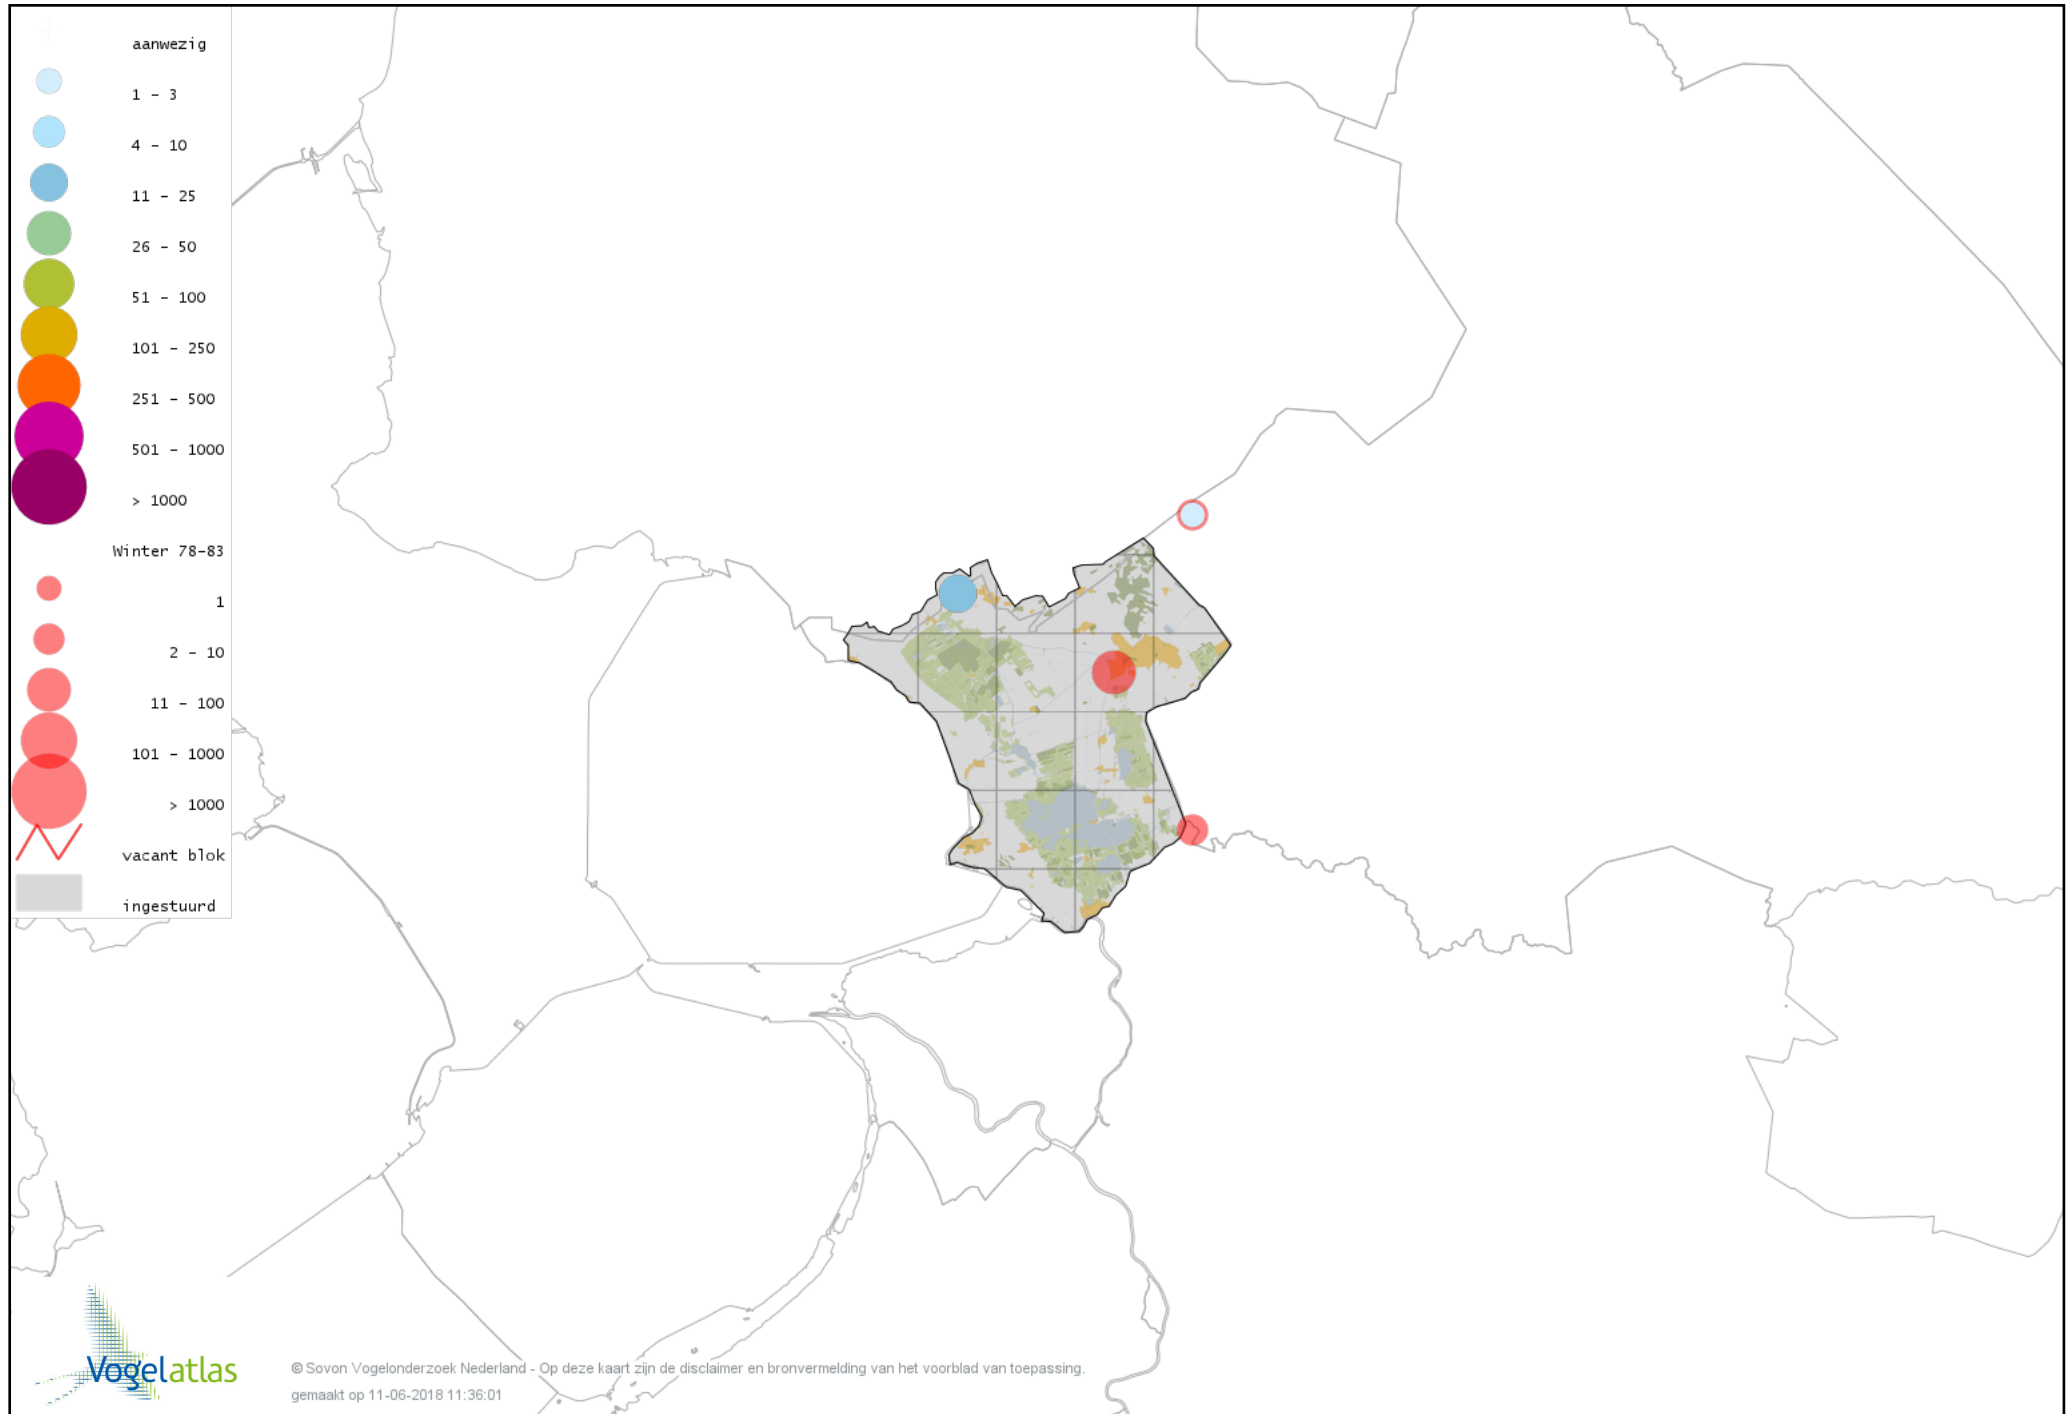 aanwezig
1 - 3
4 - 10
11 - 25
26 - 50
51 - 100
101 - 250
251 - 500
501 - 1000
> 1000
Winter 78-83
1
2 - 10
11 - 100
101 - 1000
> 1000
vacant blok
ingestuurd
Vogelatlas
© Sovon Vogelonderzoek Nederland - Op deze kaart zijn de disclaimer en bronvermelding van het voorblad van toepassing.
gemaakt op 11-06-2018 11:36:01